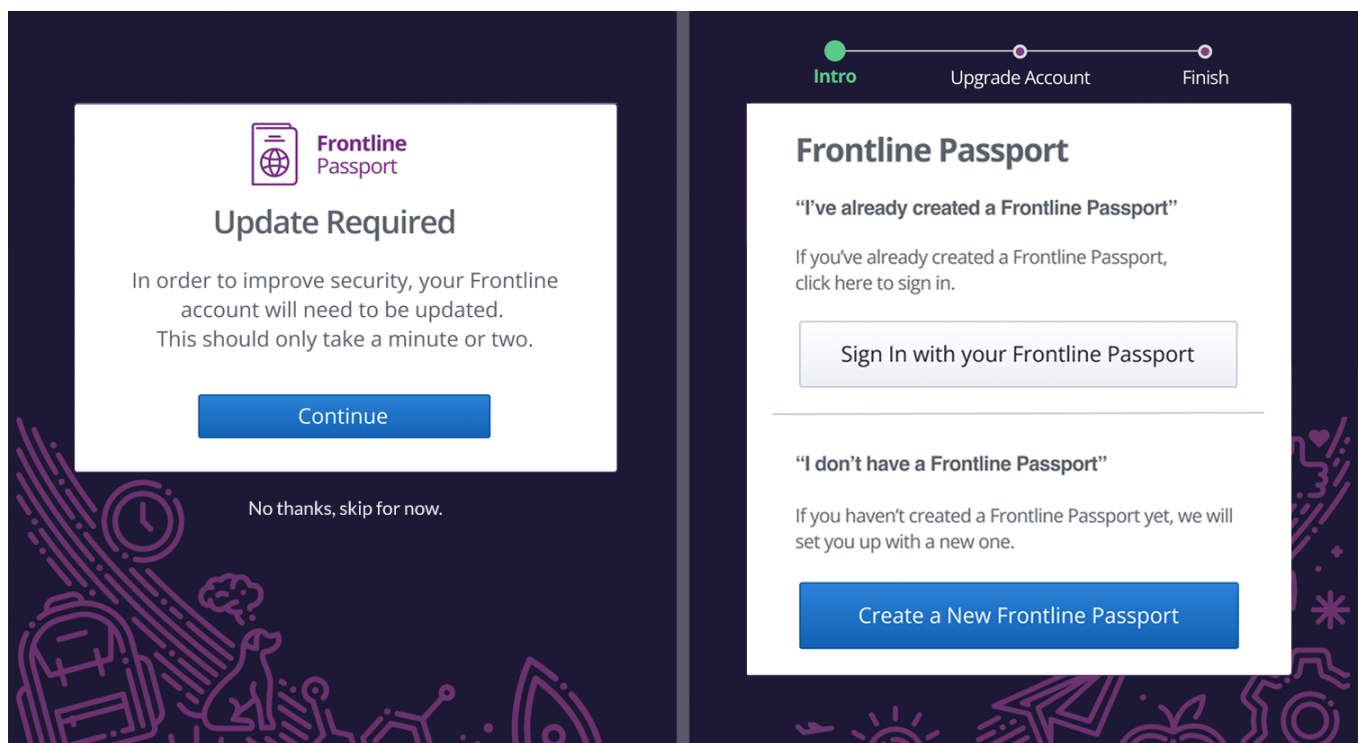 Frontline
Passport
Update Required
In order to improve security, your Frontline
account will need to be updated.
This should only take a minute or two.
Continue
No thanks, skip for now.
Intro
Upgrade Account
Finish
Frontline Passport
“I’ve already created a Frontline Passport”
If you’ve already created a Frontline Passport,
click here to sign in.
Sign In with your Frontline Passport
“I don’t have a Frontline Passport”
If you haven’t created a Frontline Passport yet, we will
set you up with a new one.
Create a New Frontline Passport